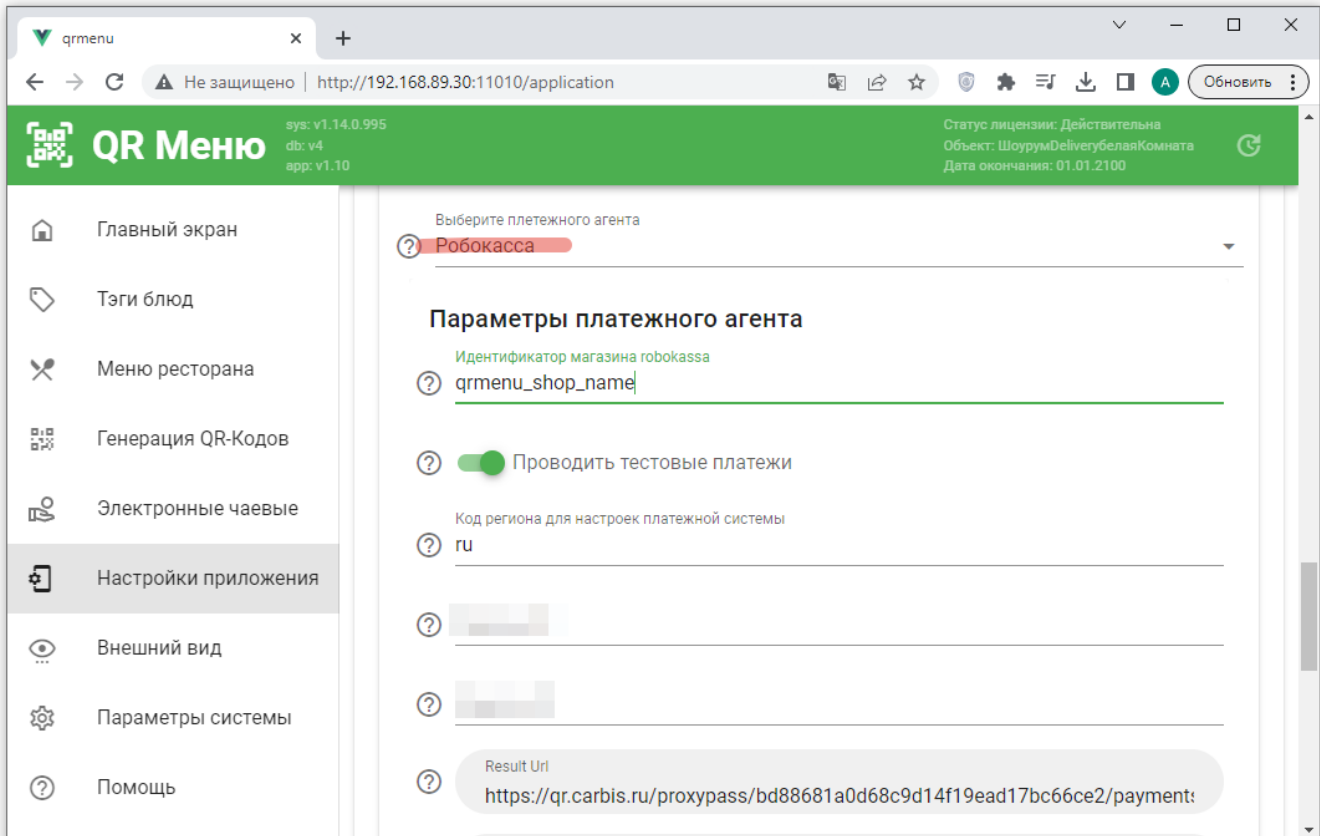 qrmenu
Не защищено
http://192.168.89.30:11010/application
A
Обновить
QR Меню
sys: v1.14.0.995
db: v4
app: v1.10
Статус лицензии: Действительна
Объект: ШоурумDeliveryбелаяКомната
Дата окончания: 01.01.2100
Главный экран
Тэги блюд
Меню ресторана
Генерация QR-Кодов
Электронные чаевые
Настройки приложения
Внешний вид
Параметры системы
Помощь
Выберите плетежного агента
Робокасса
Параметры платежного агента
Идентификатор магазина robokassa
qrmenu_shop_name
Проводить тестовые платежи
Код региона для настроек платежной системы
ru
Result Url
https://qr.carbis.ru/proxypass/bd88681a0d68c9d14f19ead17bc66ce2/payments